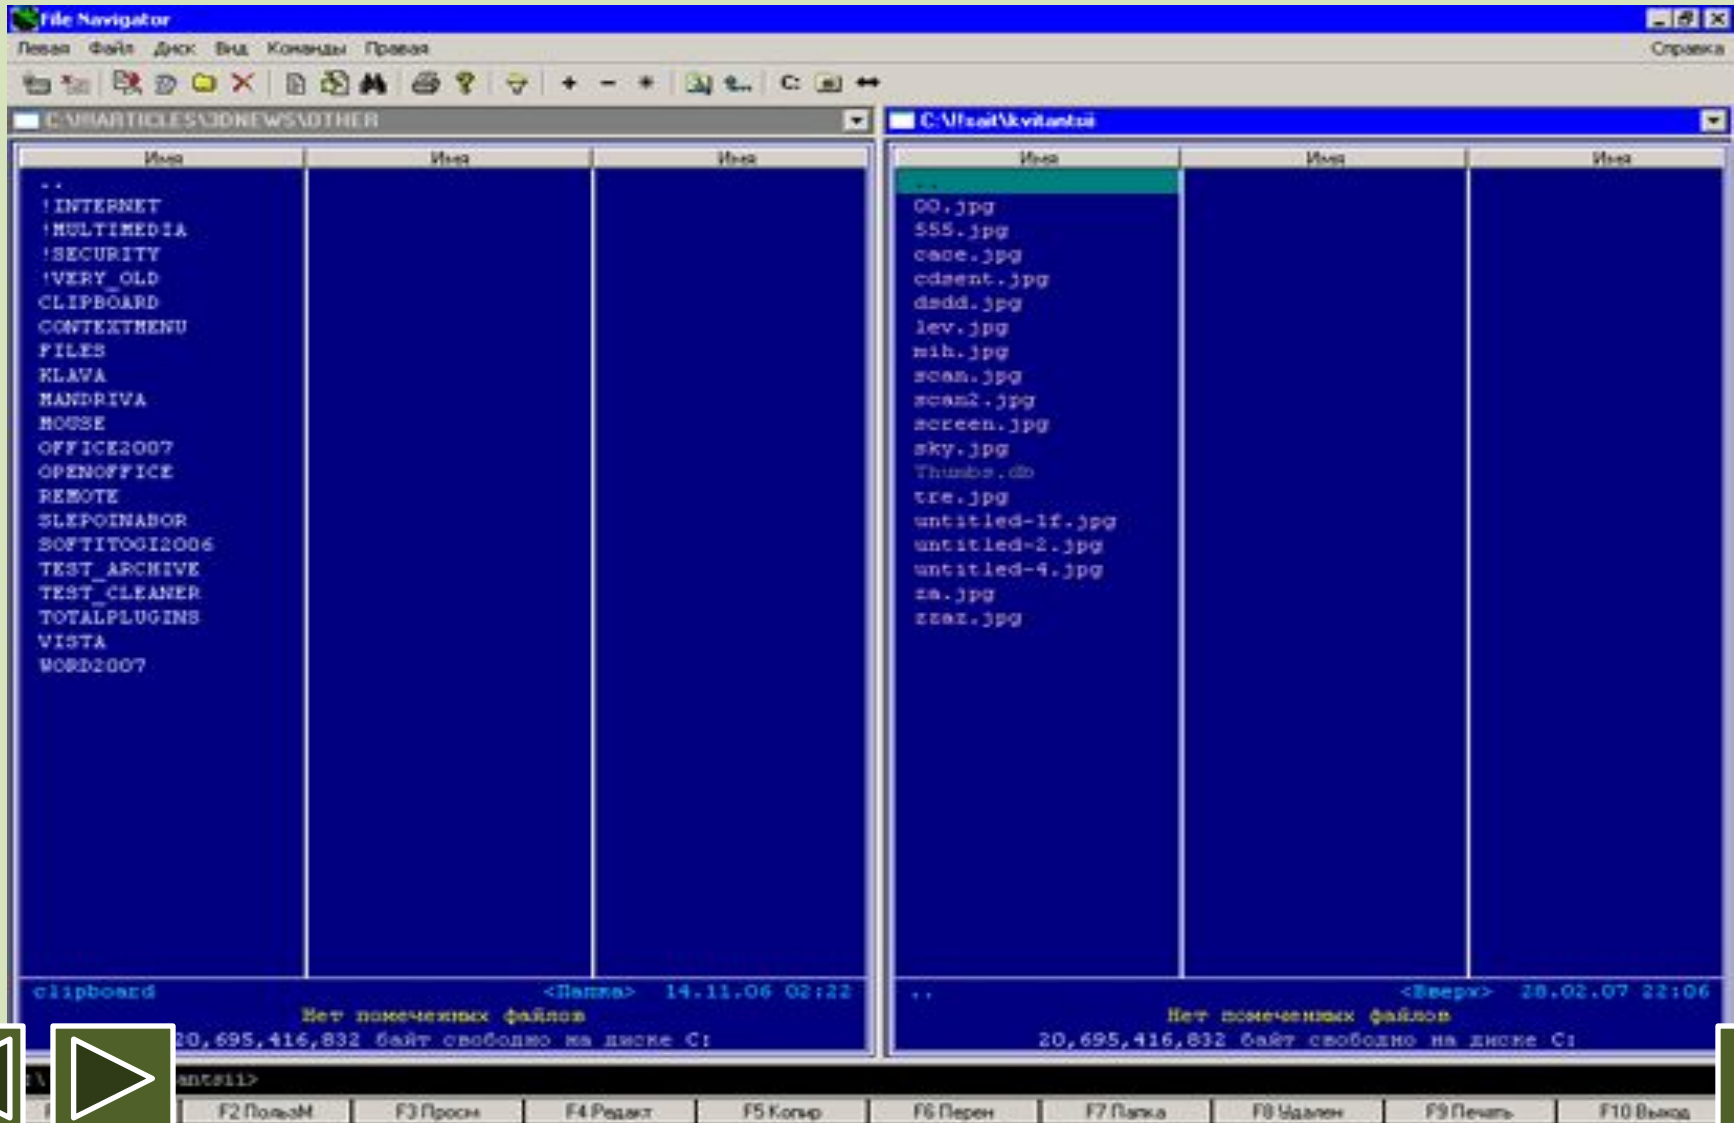 File Navigator
Левая Файл Диск Вид Команды Правая Справка
C:
C:\!!!ARTICLES\3DNEWS\OTHER
C:\!!sait\kvitantsii
Имя Имя Имя
Имя Имя Имя
..
!INTERNET
!MULTIMEDIA
!SECURITY
!VERY_OLD
CLIPBOARD
CONTEXTMENU
FILES
KLAVA
MANDRIVA
MOUSE
OFFICE2007
OPENOFFICE
REMOTE
SLEPOINABOR
SOFTITOGI2006
TEST_ARCHIVE
TEST_CLEANER
TOTALPLUGINS
VISTA
WORD2007
clipboard <Папка> 14.11.06 02:22
Нет помеченных файлов
20,695,416,832 байт свободно на диске C:
..
00.jpg
555.jpg
cdsent.jpg
dsdd.jpg
lev.jpg
mih.jpg
scan.jpg
scan2.jpg
screen.jpg
sky.jpg
Thumbs.db
tre.jpg
untitled-1f.jpg
untitled-2.jpg
untitled-4.jpg
za.jpg
zzaz.jpg
.. <Вверх> 28.02.07 22:06
Нет помеченных файлов
20,695,416,832 байт свободно на диске C:
antsii>
F2 ПользМ F3 Просм F4 Редакт F5 Копир F6 Перен F7 Папка F8 Удален F9 Печать F10 Выход